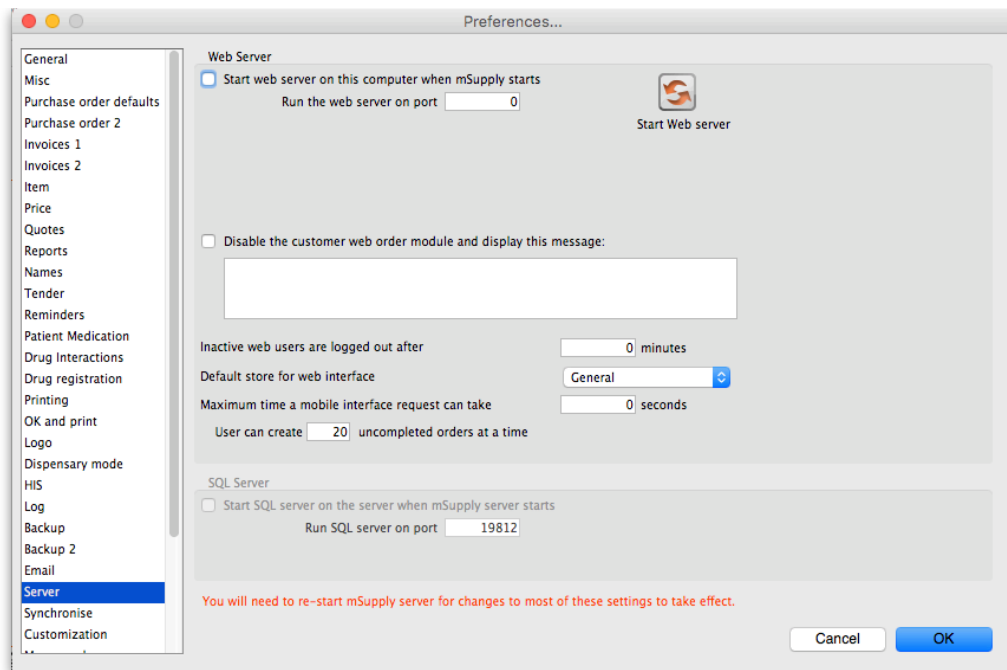 Preferences...
General
Misc
Purchase order defaults
Purchase order 2
Invoices 1
Invoices 2
Item
Price
Quotes
Reports
Names
Tender
Reminders
Patient Medication
Drug Interactions
Drug registration
Printing
OK and print
Logo
Dispensary mode
HIS
Log
Backup
Backup 2
Email
Server
Synchronise
Customization
Web Server
Start web server on this computer when mSupply starts
Run the web server on port 0
Start Web server
Disable the customer web order module and display this message:
Inactive web users are logged out after 0 minutes
Default store for web interface General
Maximum time a mobile interface request can take 0 seconds
User can create 20 uncompleted orders at a time
SQL Server
Start SQL server on the server when mSupply server starts
Run SQL server on port 19812
You will need to re-start mSupply server for changes to most of these settings to take effect.
Cancel OK